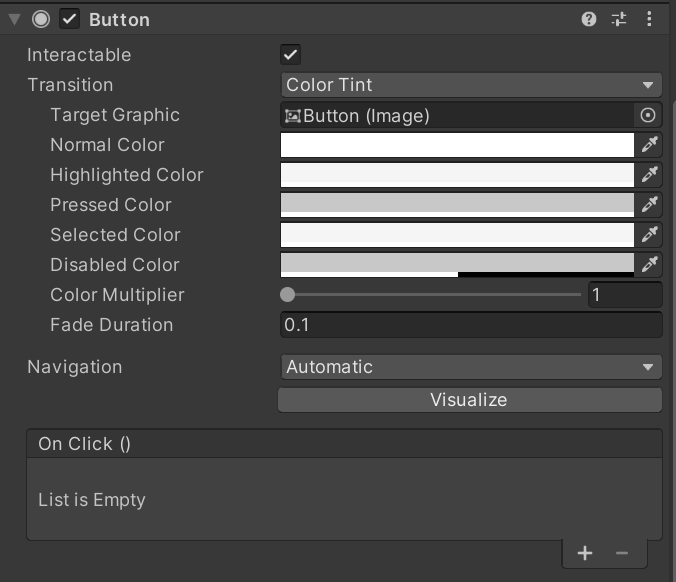 Button
Interactable
Transition Color Tint
Target Graphic Button (Image)
Normal Color
Highlighted Color
Pressed Color
Selected Color
Disabled Color
Color Multiplier 1
Fade Duration 0.1
Navigation Automatic
Visualize
On Click ()
List is Empty